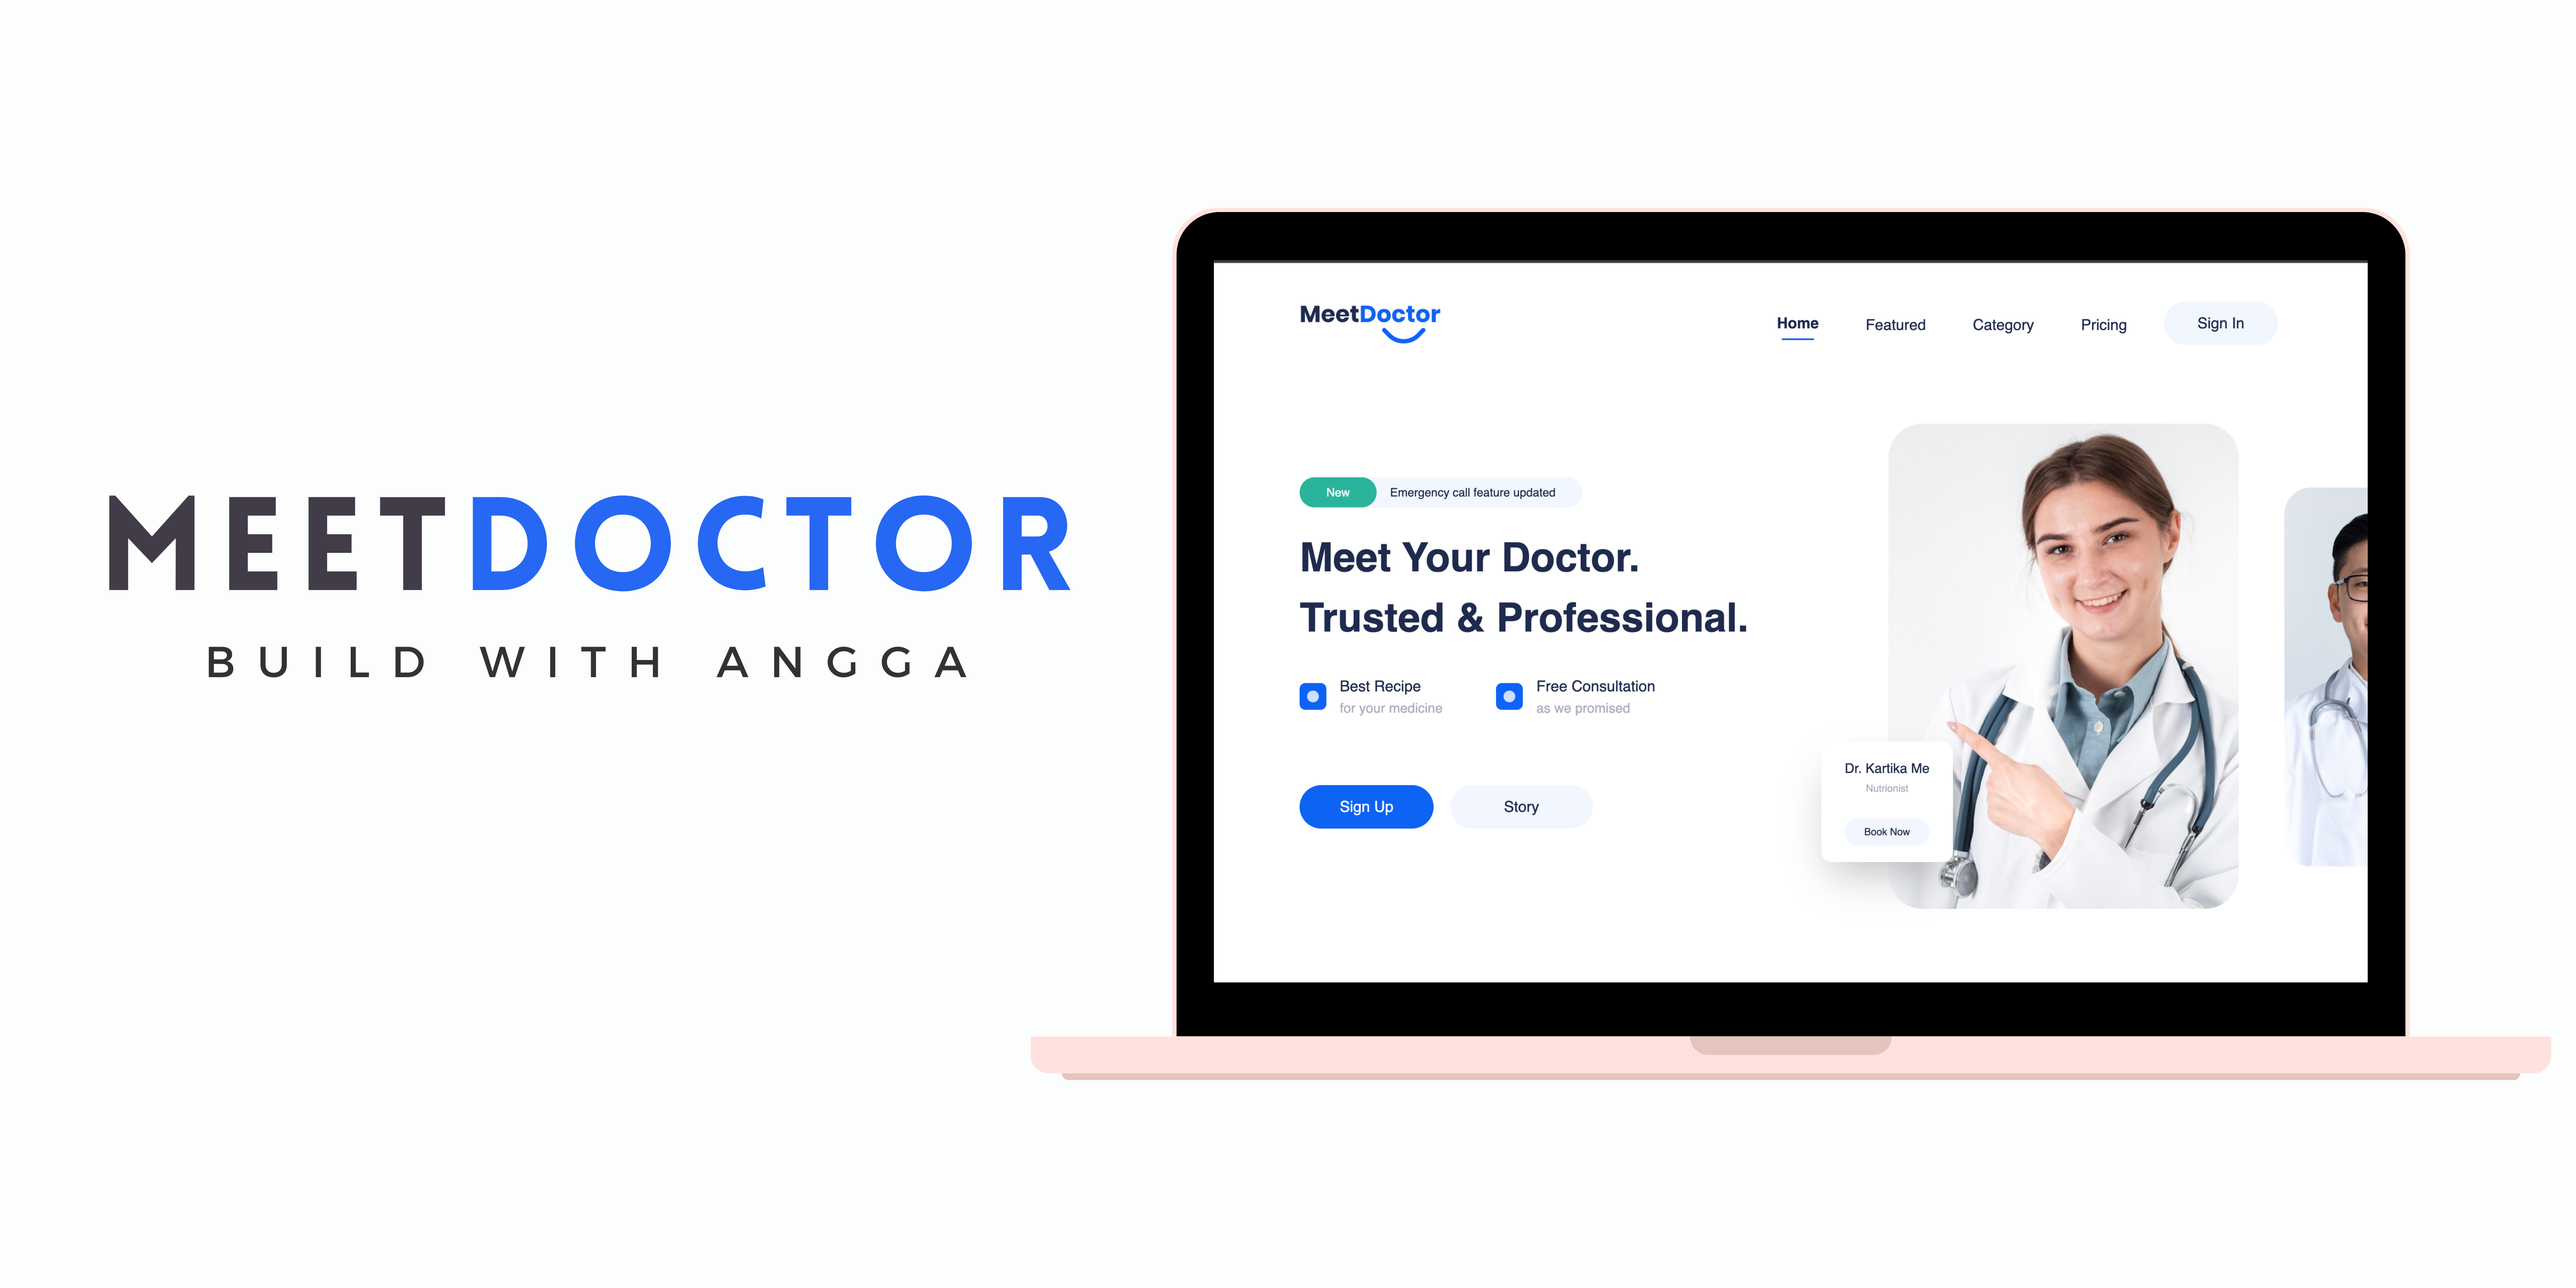 MEETDOCTOR
BUILD WITH ANGGA
MeetDoctor
Home Featured Category Pricing Sign In
New Emergency call feature updated
Meet Your Doctor.
Trusted & Professional.
Best Recipe
for your medicine
Free Consultation
as we promised
Sign Up Story
Dr. Kartika Me
Nutrionist
Book Now